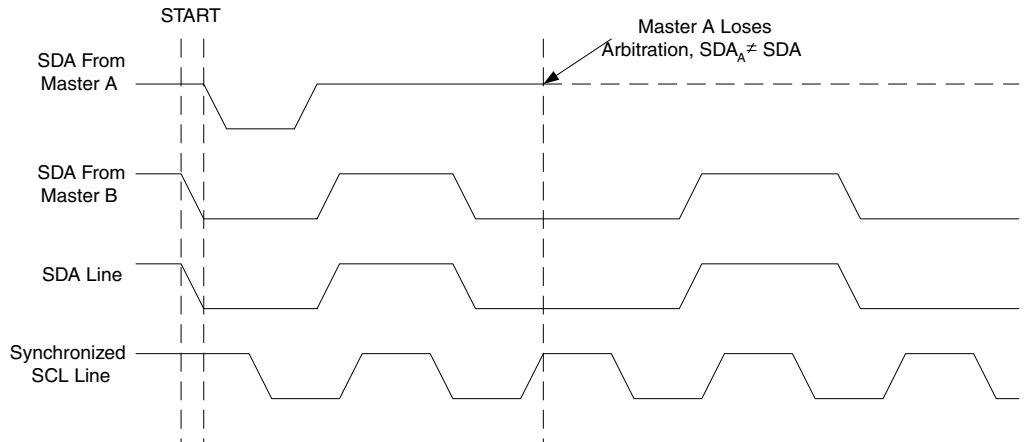 START
Master A Loses
Arbitration, SDA_A ≠ SDA
SDA From
Master A
SDA From
Master B
SDA Line
Synchronized
SCL Line